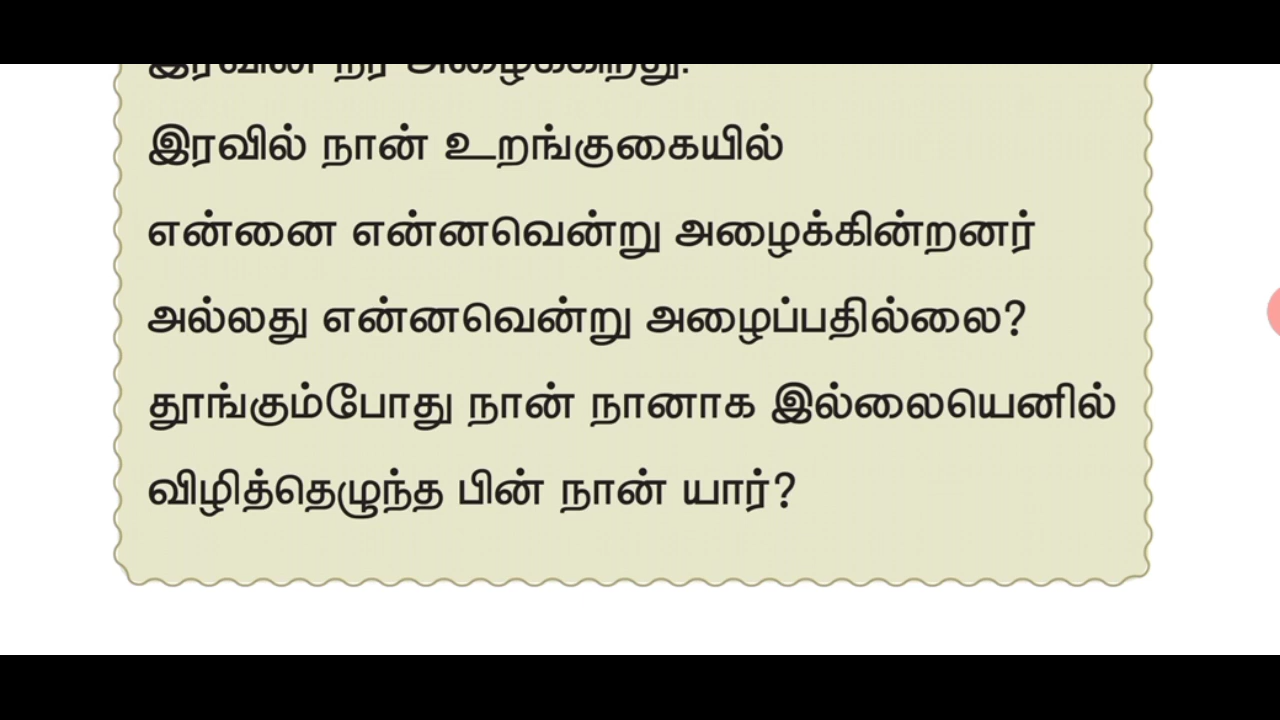 இரவில் நான் உறங்குகையில்
என்னை என்னவென்று அழைக்கின்றனர்
அல்லது என்னவென்று அழைப்பதில்லை?
தூங்கும்போது நான் நானாக இல்லையெனில்
விழித்தெழுந்த பின் நான் யார்?